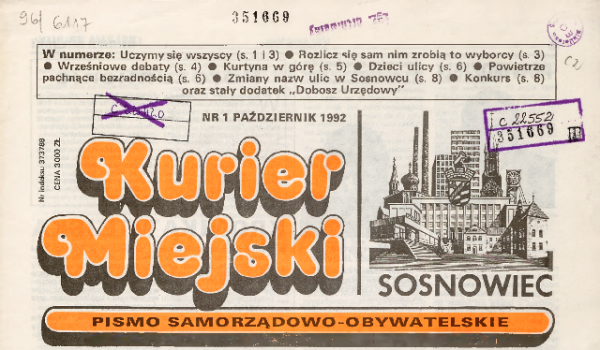 96/6117
351669
W numerze: Uczymy się wszyscy (s. 1 i 3) ● Rozlicz się sam nim zrobią to wyborcy (s. 3)
● Wrześniowe debaty (s. 4) ● Kurtyna w górę (s. 5) ● Dzieci ulicy (s. 6) ● Powietrze
pachnące bezradnością (s. 6) ● Zmiany nazw ulic w Sosnowcu (s. 8) ● Konkurs (s. 8)
oraz stały dodatek „Dobosz Urzędowy”
NR 1 PAŹDZIERNIK 1992
C 22552
351669
Nr indeksu 373788
CENA 3000 ZŁ
Kurier
Miejski
SOSNOWIEC
PISMO SAMORZĄDOWO-OBYWATELSKIE